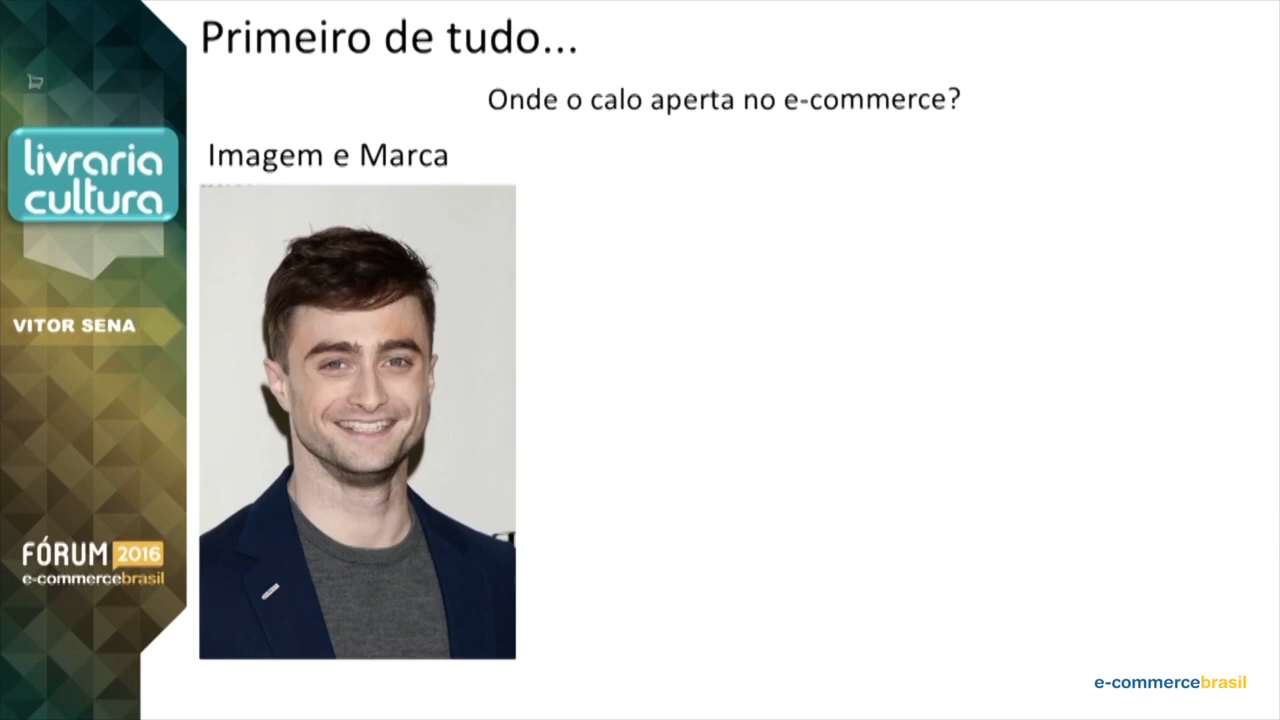 Primeiro de tudo...
Onde o calo aperta no e-commerce?
Imagem e Marca
livraria
cultura
VITOR SENA
FÓRUM 2016
e-commercebrasil
e-commercebrasil